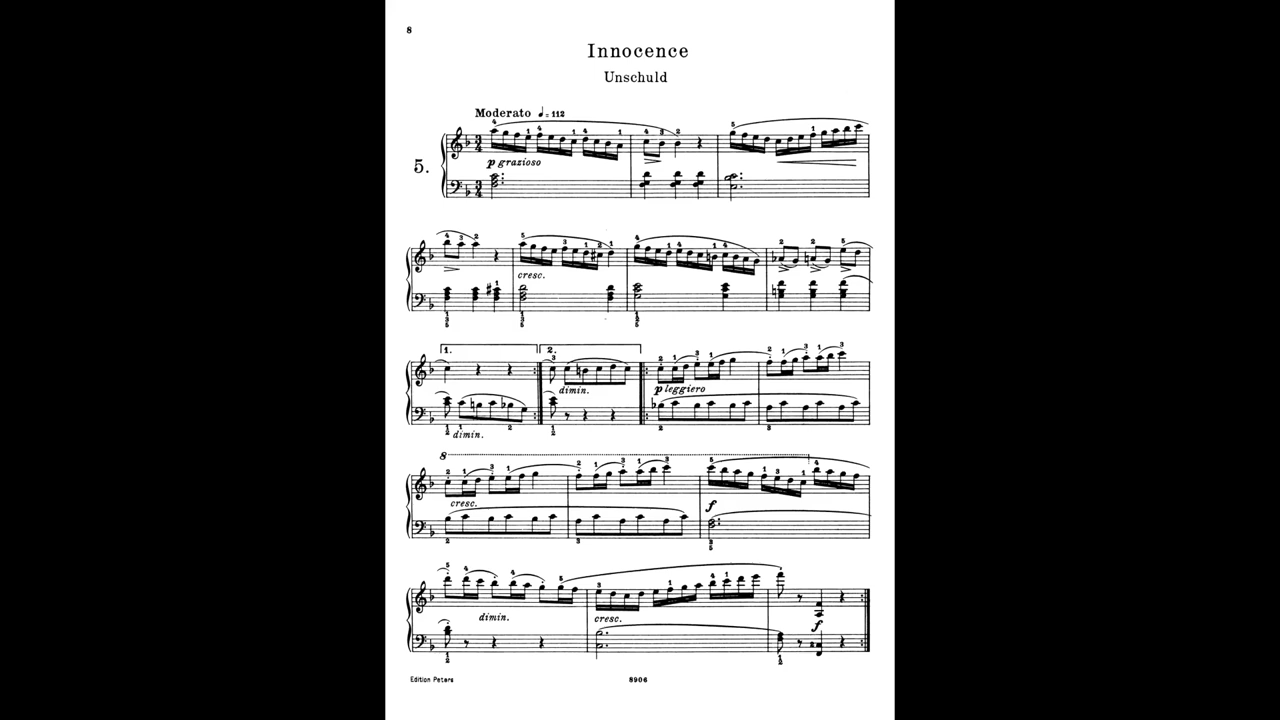 8
Innocence
Unschuld
Moderato ♩= 112
5.
p grazioso
cresc.
1. 2.
dimin.
p leggiero
dimin.
8
cresc.
f
dimin. cresc.
f
Edition Peters 8906